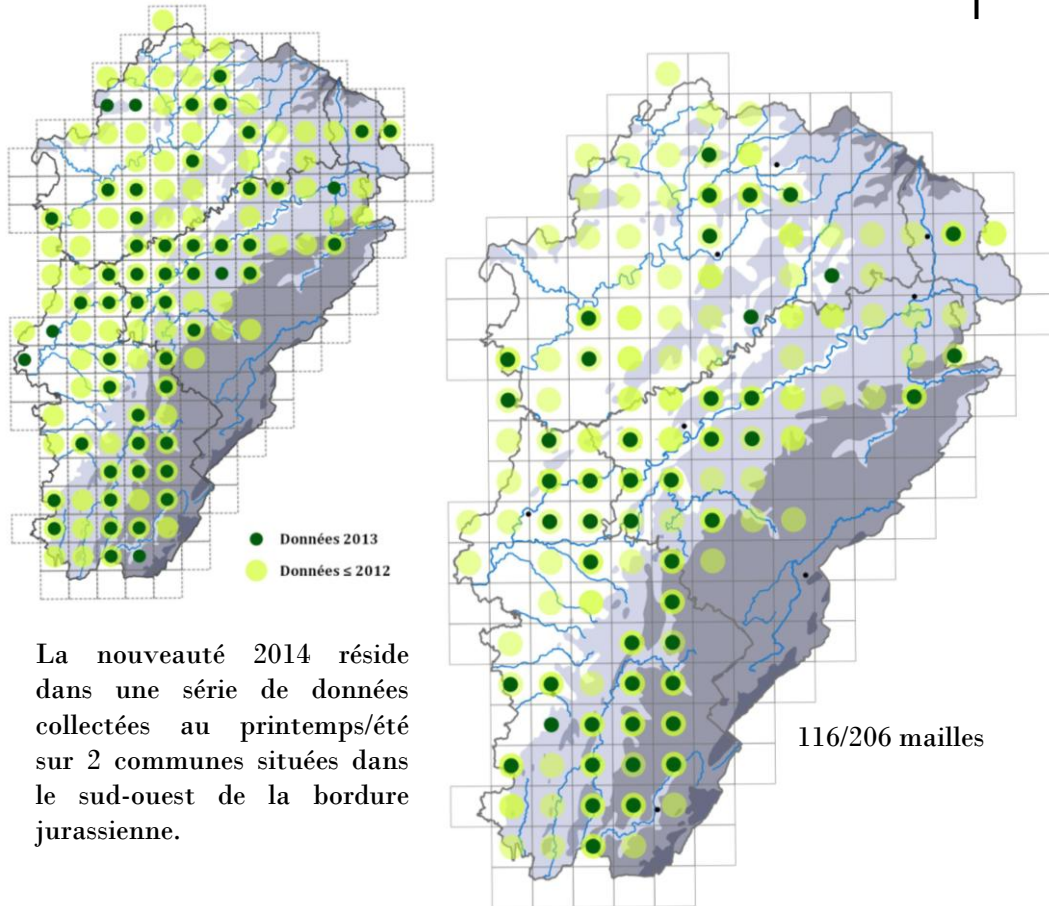 Données 2013
Données ≤ 2012
La nouveauté 2014 réside
dans une série de données
collectées au printemps/été
sur 2 communes situées dans
le sud-ouest de la bordure
jurassienne.
116/206 mailles